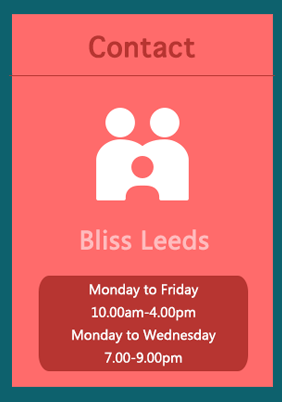 Contact
Bliss Leeds
Monday to Friday
10.00am-4.00pm
Monday to Wednesday
7.00-9.00pm